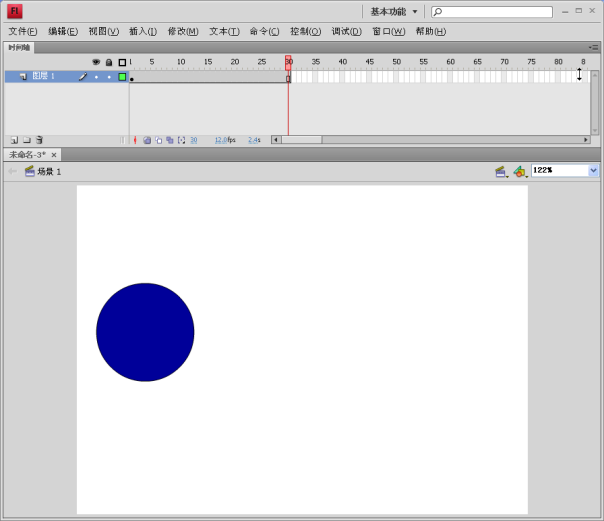 Fl 基本功能
文件(F) 编辑(E) 视图(V) 插入(I) 修改(M) 文本(T) 命令(C) 控制(O) 调试(D) 窗口(W) 帮助(H)
时间轴
1 5 10 15 20 25 30 35 40 45 50 55 60 65 70 75 80 8
图层 1
30 12.0fps 2.4s
未命名-3* ×
场景 1 122%